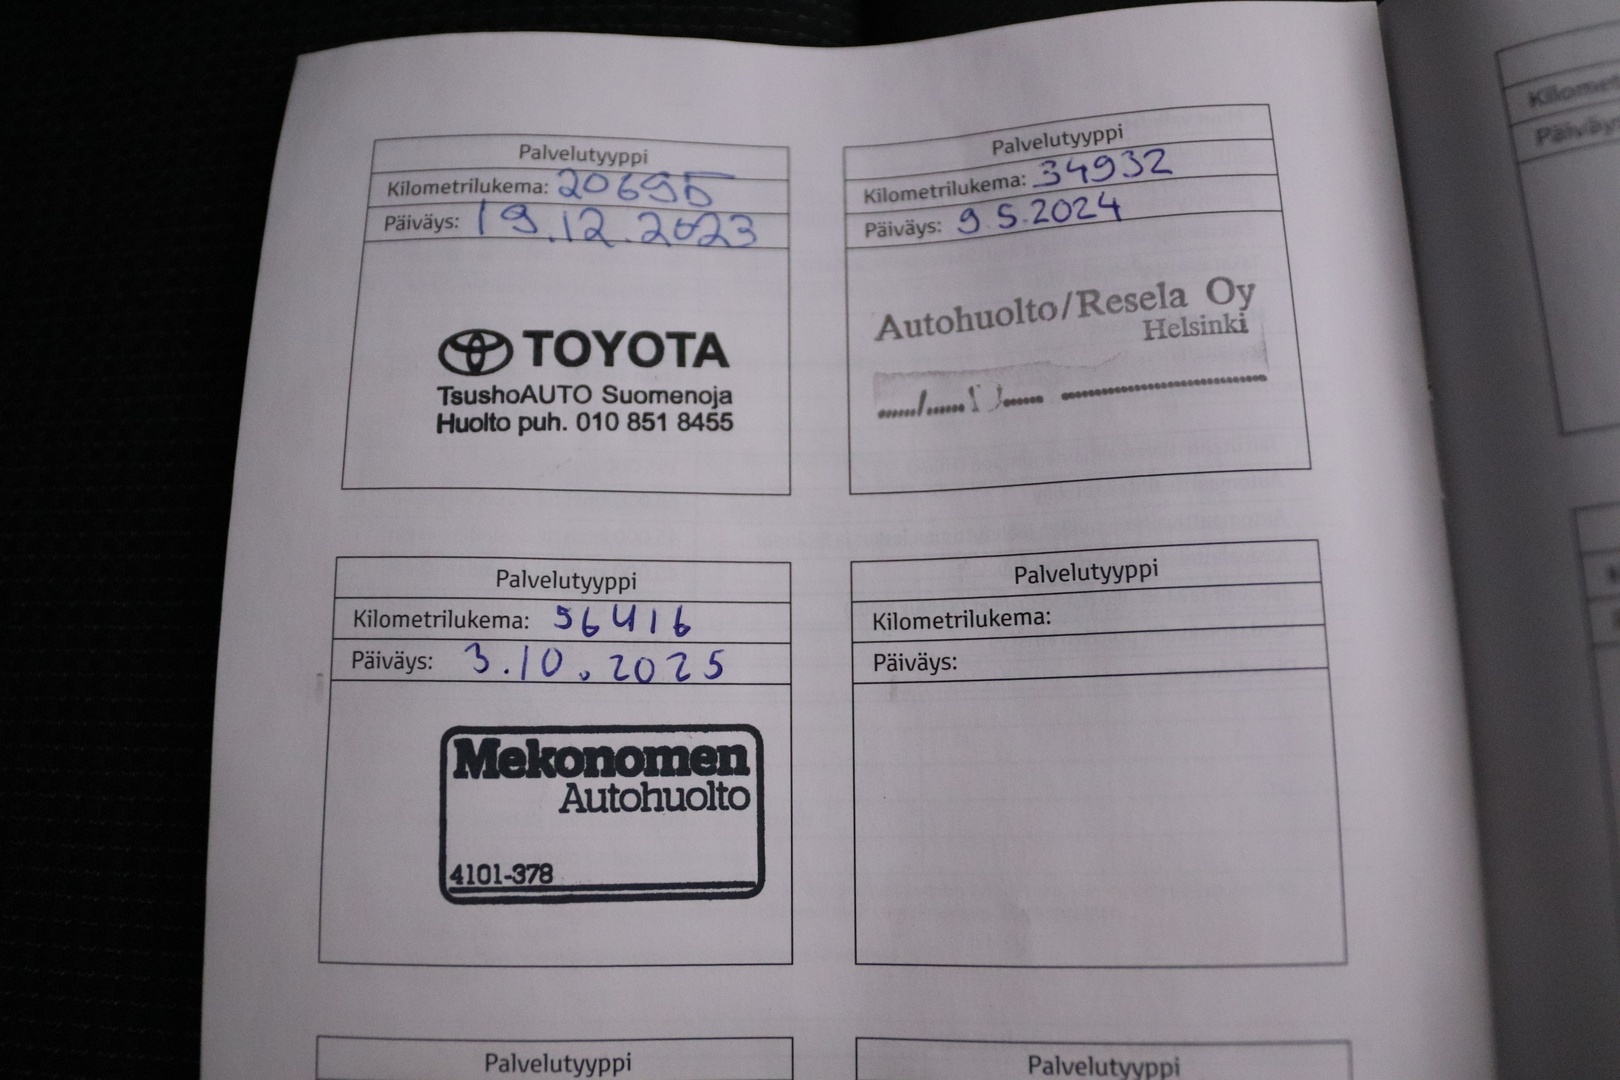 Palvelutyyppi
Kilometrilukema: 20695
Päiväys: 19.12.2023
TOYOTA
TsushoAUTO Suomenoja
Huolto puh. 010 851 8455
Palvelutyyppi
Kilometrilukema: 34932
Päiväys: 9.5.2024
Autohuolto/Resela Oy
Helsinki
Palvelutyyppi
Kilometrilukema: 56416
Päiväys: 3.10.2025
Mekonomen
Autohuolto
4101-378
Palvelutyyppi
Kilometrilukema:
Päiväys:
Palvelutyyppi
Palvelutyyppi